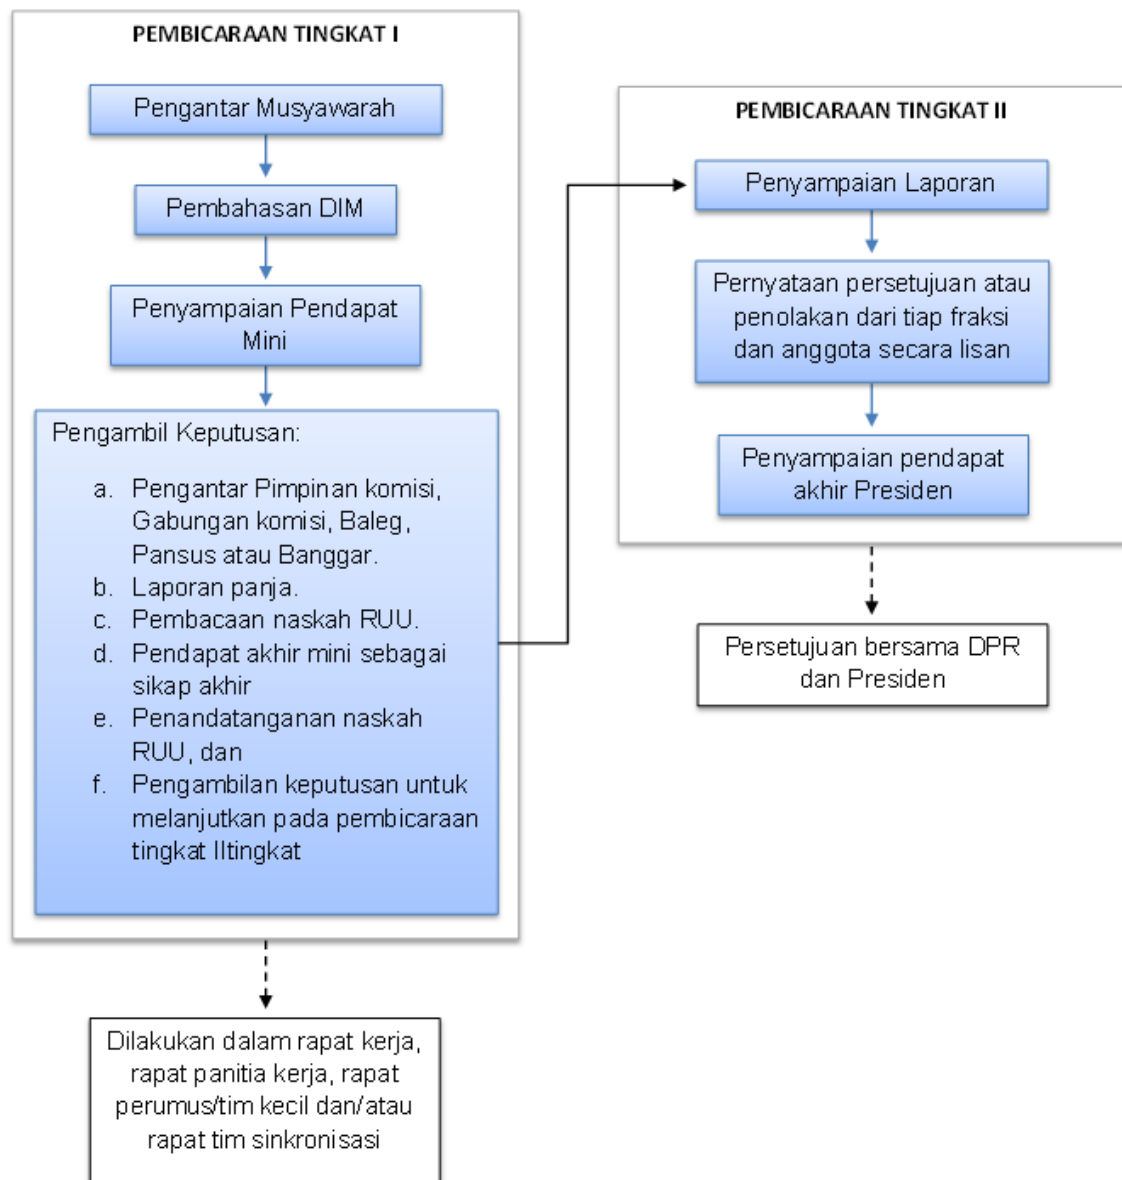 PEMBICARAAN TINGKAT I
Pengantar Musyawarah
Pembahasan DIM
Penyampaian Pendapat
Mini
Pengambil Keputusan:
a. Pengantar Pimpinan komisi,
Gabungan komisi, Baleg,
Pansus atau Banggar.
b. Laporan panja.
c. Pembacaan naskah RUU.
d. Pendapat akhir mini sebagai
sikap akhir
e. Penandatanganan naskah
RUU, dan
f. Pengambilan keputusan untuk
melanjutkan pada pembicaraan
tingkat IItingkat
Dilakukan dalam rapat kerja,
rapat panitia kerja, rapat
perumus/tim kecil dan/atau
rapat tim sinkronisasi
PEMBICARAAN TINGKAT II
Penyampaian Laporan
Pernyataan persetujuan atau
penolakan dari tiap fraksi
dan anggota secara lisan
Penyampaian pendapat
akhir Presiden
Persetujuan bersama DPR
dan Presiden